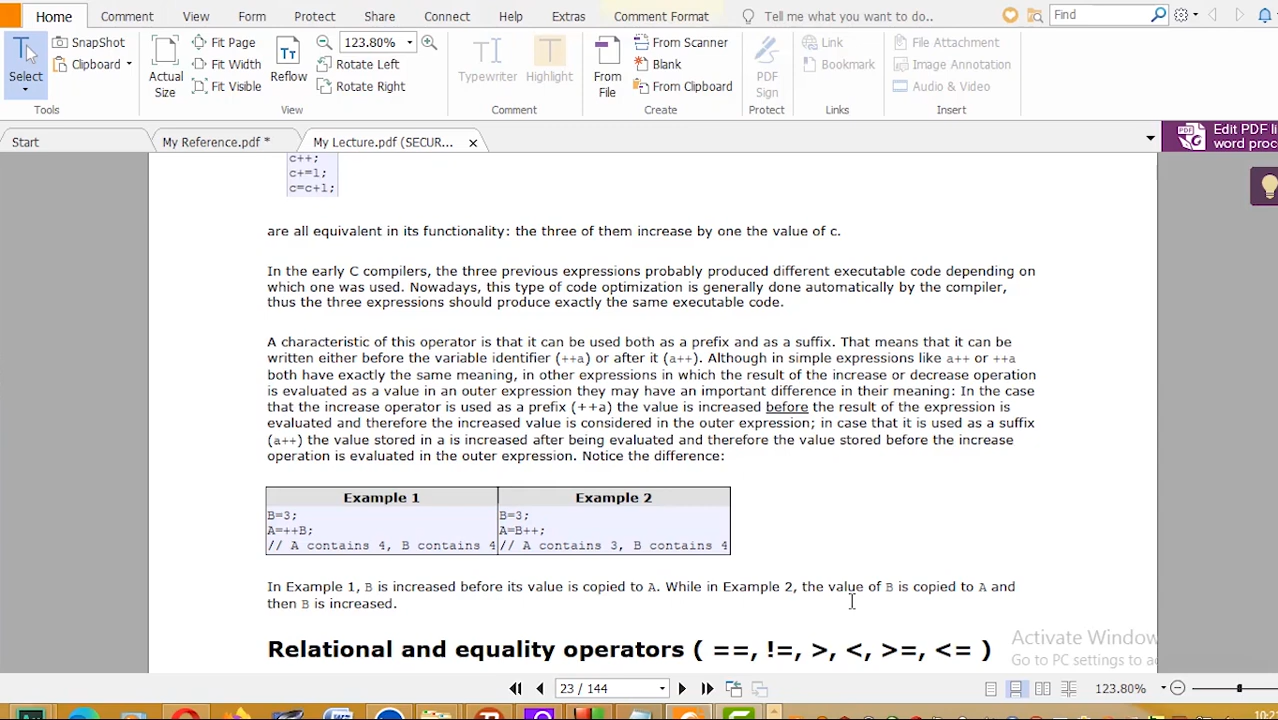 Home Comment View Form Protect Share Connect Help Extras Comment Format Tell me what you want to do.. Find
Select
SnapShot
Clipboard
Tools
Actual Size
Fit Page
Fit Width
Fit Visible
Reflow
123.80%
Rotate Left
Rotate Right
View
Typewriter
Highlight
Comment
From File
From Scanner
Blank
From Clipboard
Create
PDF Sign
Protect
Link
Bookmark
Links
File Attachment
Image Annotation
Audio & Video
Insert
Start My Reference.pdf * My Lecture.pdf (SECUR...
Edit PDF li
word proc
c++;
c+=1;
c=c+1;
are all equivalent in its functionality: the three of them increase by one the value of c.
In the early C compilers, the three previous expressions probably produced different executable code depending on
which one was used. Nowadays, this type of code optimization is generally done automatically by the compiler,
thus the three expressions should produce exactly the same executable code.
A characteristic of this operator is that it can be used both as a prefix and as a suffix. That means that it can be
written either before the variable identifier (++a) or after it (a++). Although in simple expressions like a++ or ++a
both have exactly the same meaning, in other expressions in which the result of the increase or decrease operation
is evaluated as a value in an outer expression they may have an important difference in their meaning: In the case
that the increase operator is used as a prefix (++a) the value is increased before the result of the expression is
evaluated and therefore the increased value is considered in the outer expression; in case that it is used as a suffix
(a++) the value stored in a is increased after being evaluated and therefore the value stored before the increase
operation is evaluated in the outer expression. Notice the difference:
Example 1 Example 2
B=3; B=3;
A=++B; A=B++;
// A contains 4, B contains 4 // A contains 3, B contains 4
In Example 1, B is increased before its value is copied to A. While in Example 2, the value of B is copied to A and
then B is increased.
Relational and equality operators ( ==, !=, >, <, >=, <= )
Activate Window
Go to PC settings to a
23 / 144
123.80%